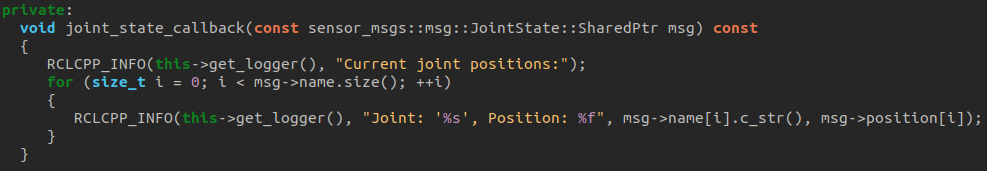 private:
  void joint_state_callback(const sensor_msgs::msg::JointState::SharedPtr msg) const
  {
     RCLCPP_INFO(this->get_logger(), "Current joint positions:");
     for (size_t i = 0; i < msg->name.size(); ++i)
     {
        RCLCPP_INFO(this->get_logger(), "Joint: '%s', Position: %f", msg->name[i].c_str(), msg->position[i]);
     }
  }